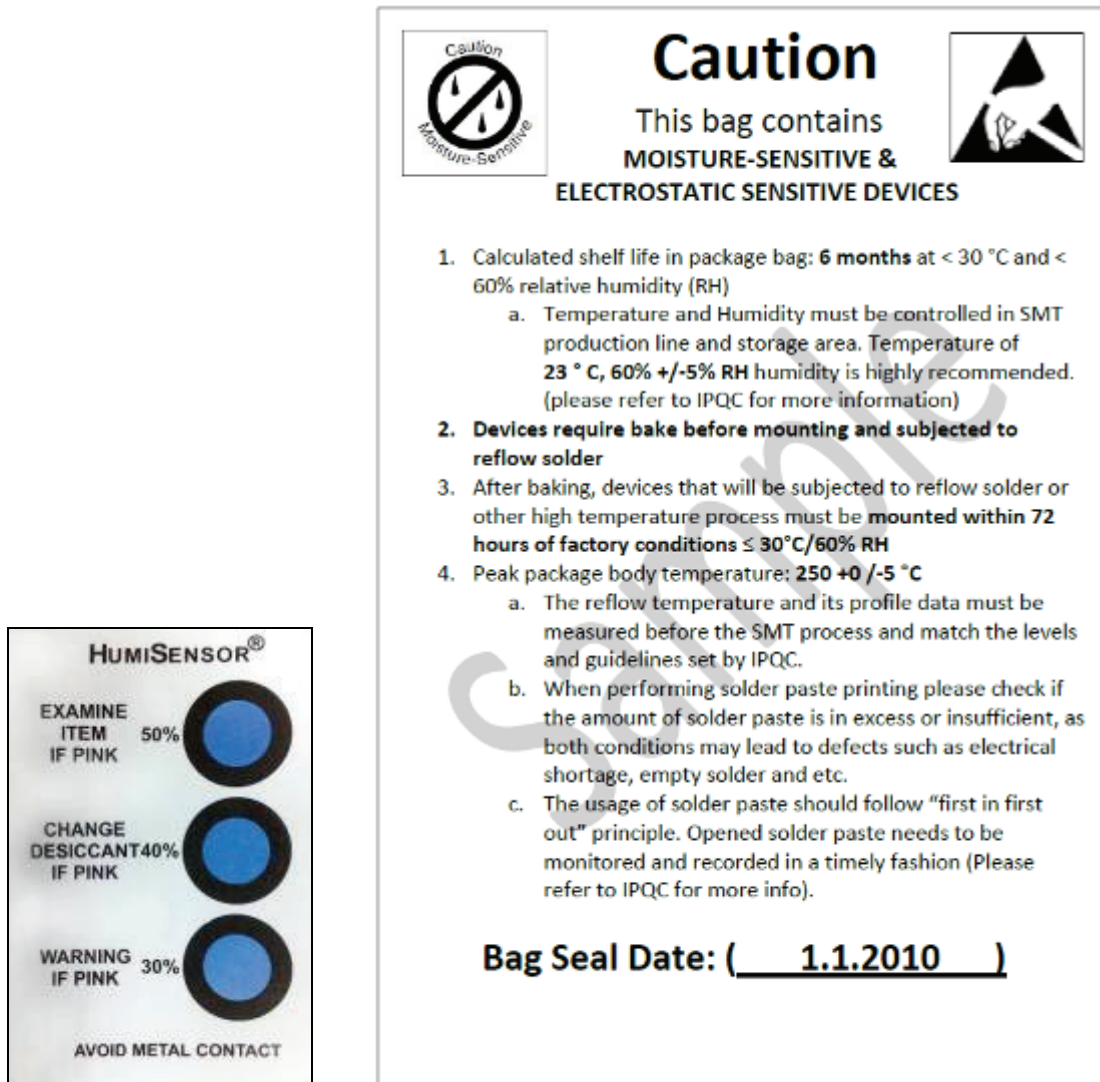 Caution
Moisture-Sensitive
Caution
This bag contains
MOISTURE-SENSITIVE &
ELECTROSTATIC SENSITIVE DEVICES
1. Calculated shelf life in package bag: 6 months at < 30 °C and <
60% relative humidity (RH)
a. Temperature and Humidity must be controlled in SMT
production line and storage area. Temperature of
23 ° C, 60% +/-5% RH humidity is highly recommended.
(please refer to IPQC for more information)
2. Devices require bake before mounting and subjected to
reflow solder
3. After baking, devices that will be subjected to reflow solder or
other high temperature process must be mounted within 72
hours of factory conditions ≤ 30°C/60% RH
4. Peak package body temperature: 250 +0 /-5 °C
a. The reflow temperature and its profile data must be
measured before the SMT process and match the levels
and guidelines set by IPQC.
b. When performing solder paste printing please check if
the amount of solder paste is in excess or insufficient, as
both conditions may lead to defects such as electrical
shortage, empty solder and etc.
c. The usage of solder paste should follow “first in first
out” principle. Opened solder paste needs to be
monitored and recorded in a timely fashion (Please
refer to IPQC for more info).
Bag Seal Date: ( 1.1.2010 )
Sample
HUMISENSOR®
EXAMINE
ITEM 50%
IF PINK
CHANGE
DESICCANT 40%
IF PINK
WARNING 30%
IF PINK
AVOID METAL CONTACT